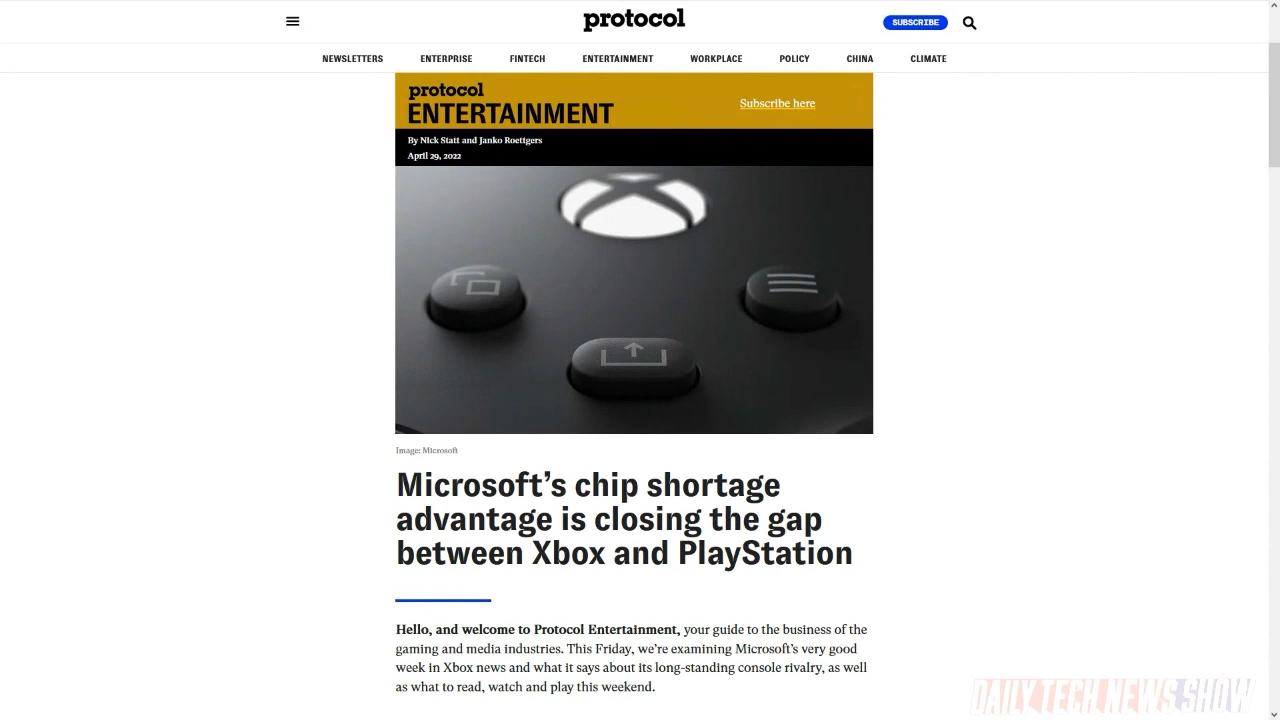 protocol
SUBSCRIBE
NEWSLETTERS ENTERPRISE FINTECH ENTERTAINMENT WORKPLACE POLICY CHINA CLIMATE
protocol
ENTERTAINMENT
Subscribe here
By Nick Statt and Janko Roettgers
April 29, 2022
Image: Microsoft
Microsoft’s chip shortage
advantage is closing the gap
between Xbox and PlayStation
Hello, and welcome to Protocol Entertainment, your guide to the business of the
gaming and media industries. This Friday, we’re examining Microsoft’s very good
week in Xbox news and what it says about its long-standing console rivalry, as well
as what to read, watch and play this weekend.
DAILY TECH NEWS SHOW